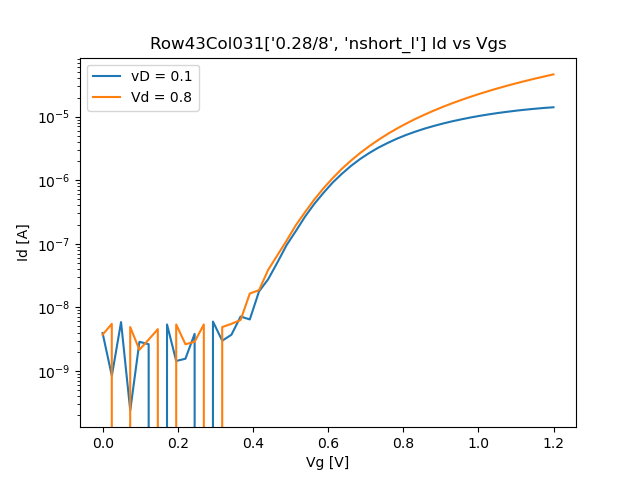 Row43Col031['0.28/8', 'nshort_l'] Id vs Vgs
vD = 0.1
Vd = 0.8
Id [A]
10⁻⁵
10⁻⁶
10⁻⁷
10⁻⁸
10⁻⁹
0.0 0.2 0.4 0.6 0.8 1.0 1.2
Vg [V]